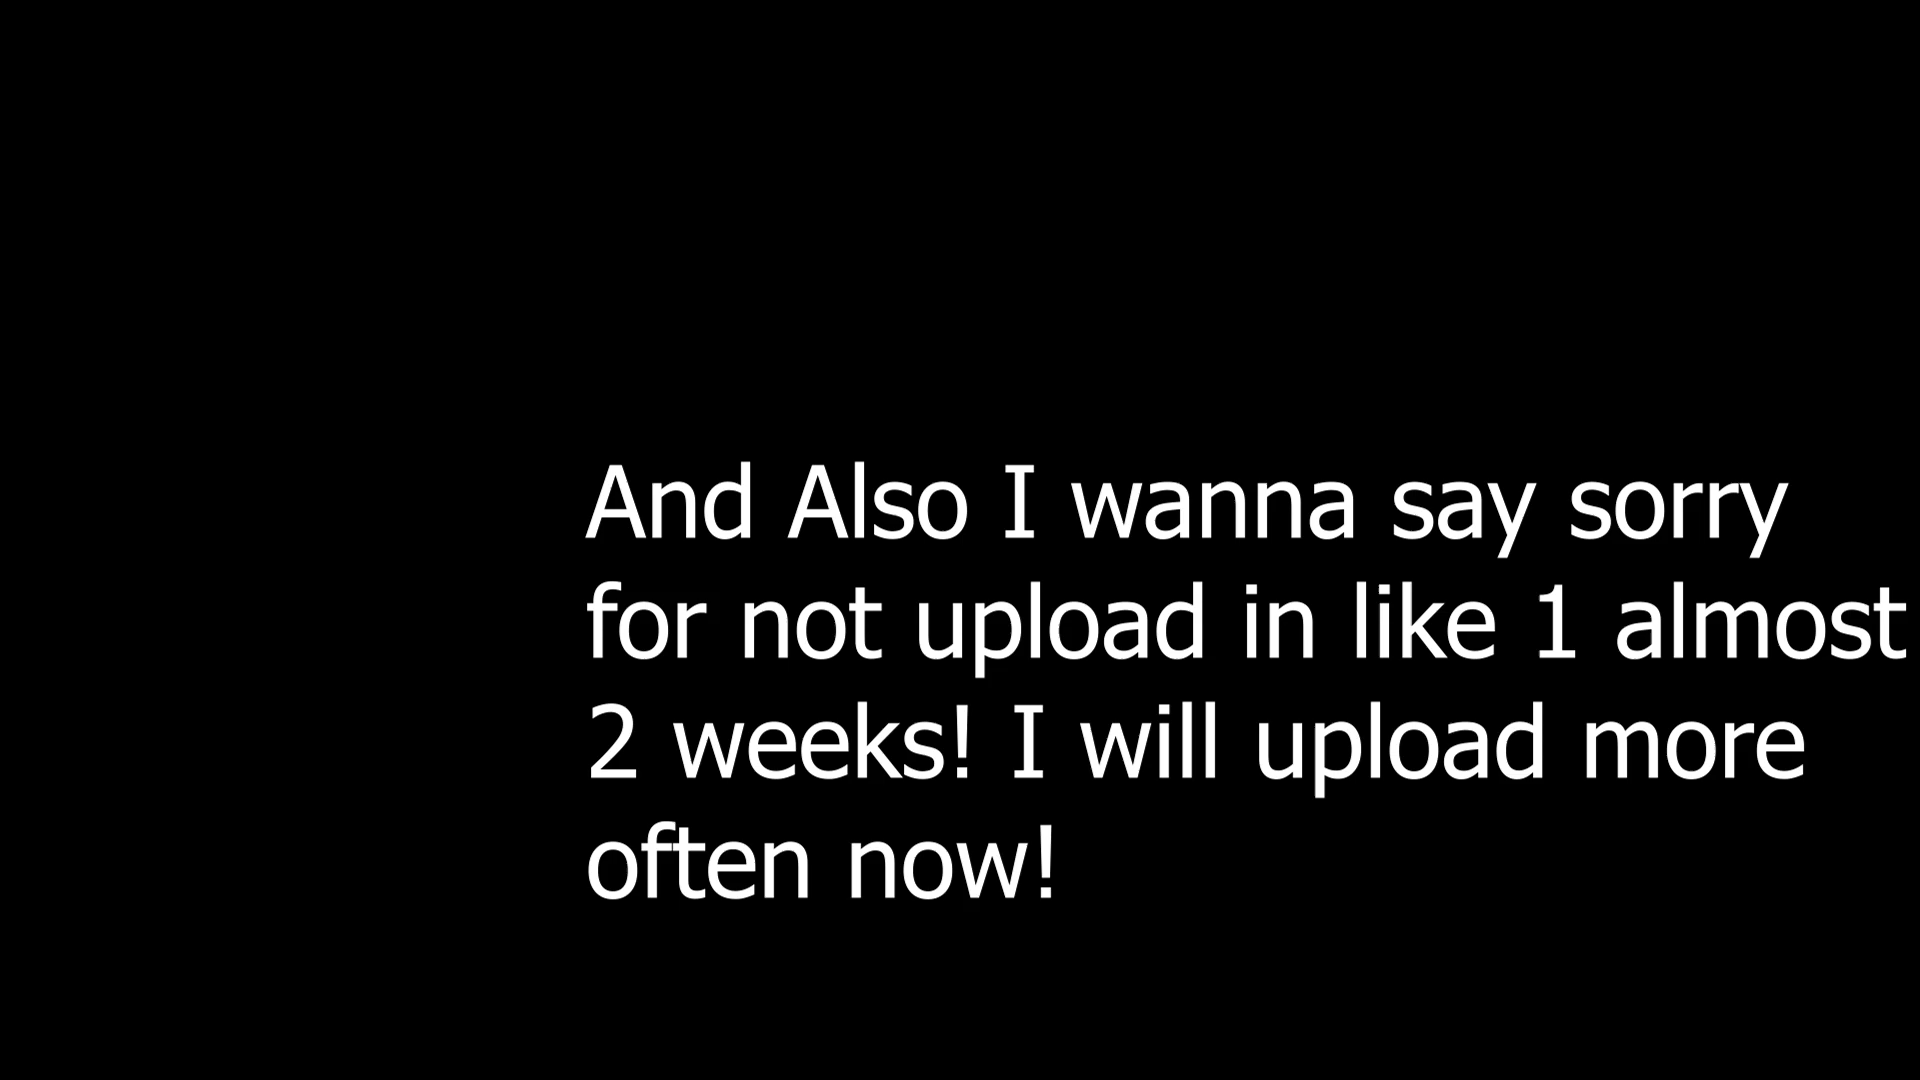 And Also I wanna say sorry
for not upload in like 1 almost
2 weeks! I will upload more
often now!